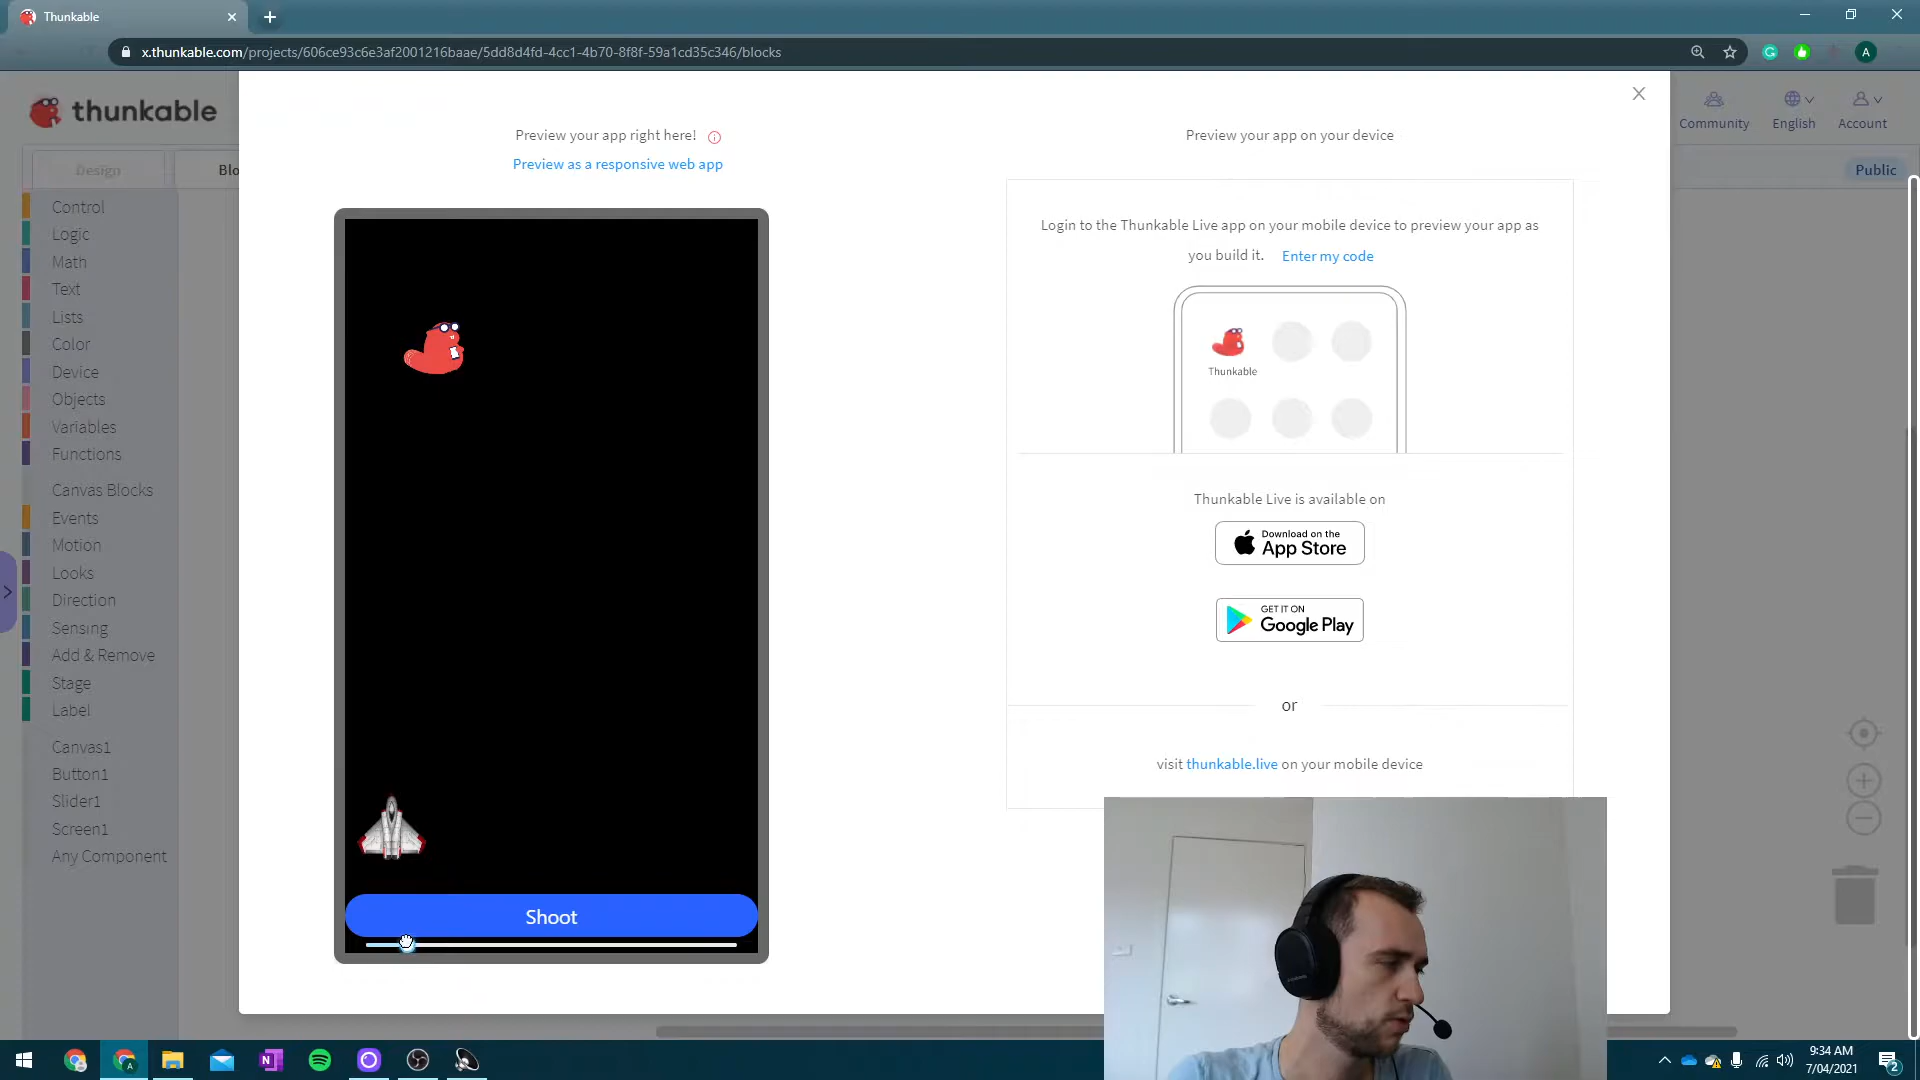 Thunkable
x.thunkable.com/projects/606ce93c6e3af2001216baae/5dd8d4fd-4cc1-4b70-8f8f-59a1cd35c346/blocks
A
thunkable
Community
English
Account
Design
Blo
Public
Preview your app right here!
Preview as a responsive web app
Preview your app on your device
Control
Logic
Math
Text
Lists
Color
Device
Objects
Variables
Functions
Canvas Blocks
Events
Motion
Looks
Direction
Sensing
Add & Remove
Stage
Label
Canvas1
Button1
Slider1
Screen1
Any Component
Shoot
Login to the Thunkable Live app on your mobile device to preview your app as
you build it. Enter my code
Thunkable
Thunkable Live is available on
Download on the
App Store
GET IT ON
Google Play
or
visit thunkable.live on your mobile device
9:34 AM
7/04/2021
2